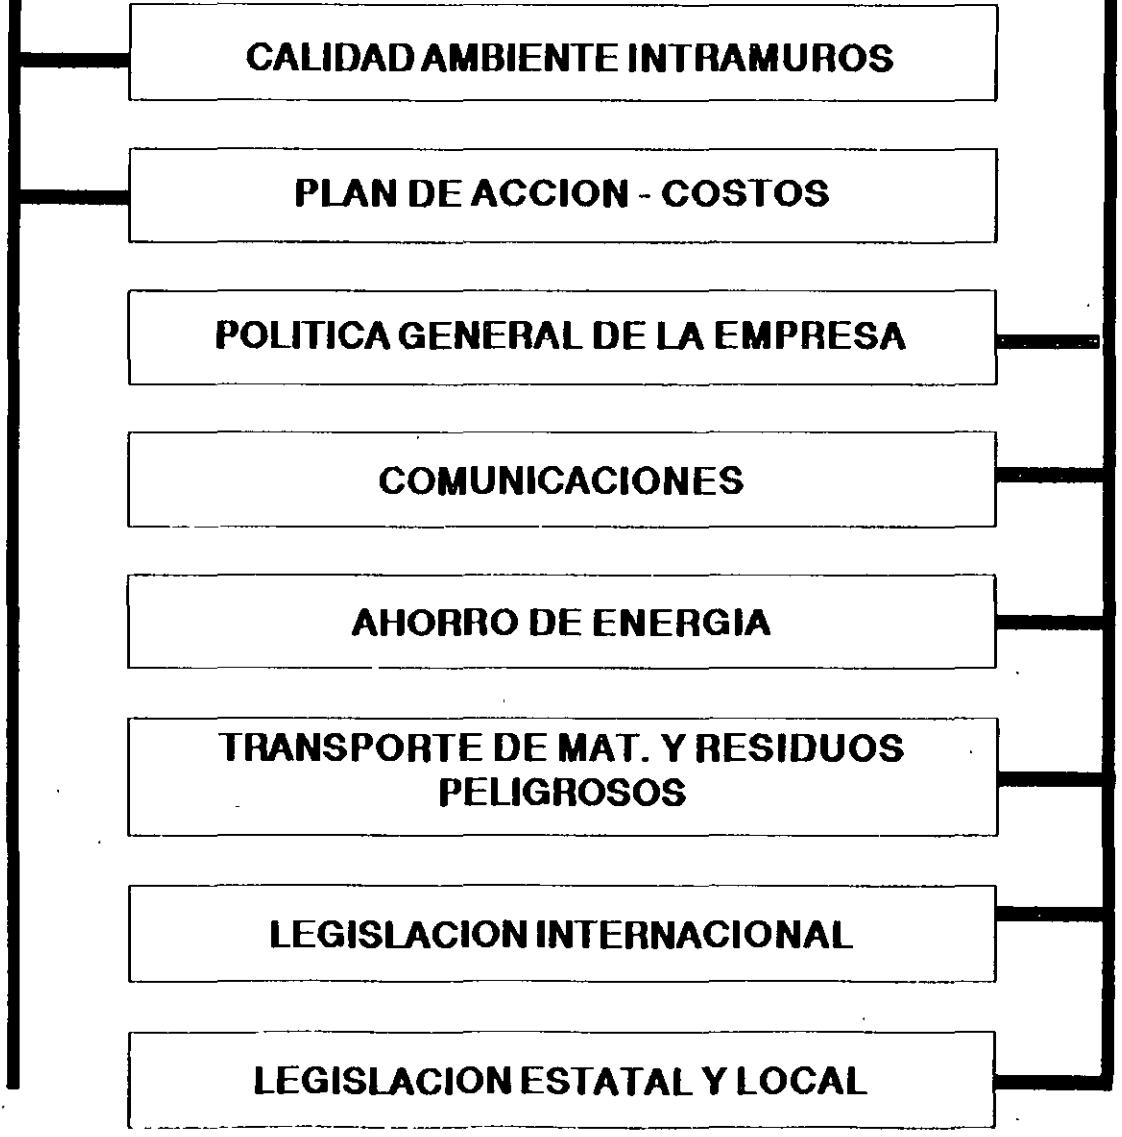 CALIDAD AMBIENTE INTRAMUROS
PLAN DE ACCION - COSTOS
POLITICA GENERAL DE LA EMPRESA
COMUNICACIONES
AHORRO DE ENERGIA
TRANSPORTE DE MAT. Y RESIDUOS
PELIGROSOS
LEGISLACION INTERNACIONAL
LEGISLACION ESTATAL Y LOCAL